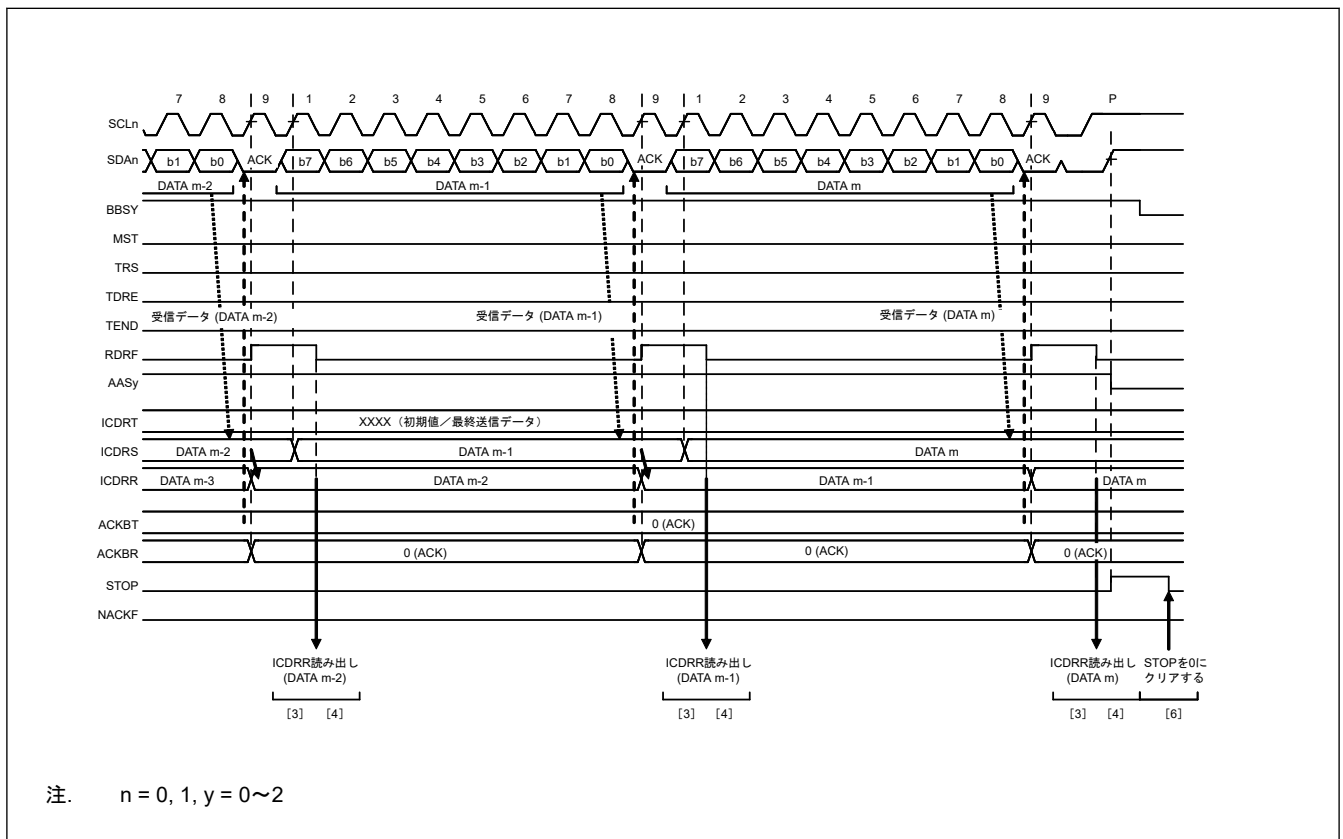 7 8 9 1 2 3 4 5 6 7 8 9 1 2 3 4 5 6 7 8 9 P
SCLn
SDAn b1 b0 ACK b7 b6 b5 b4 b3 b2 b1 b0 ACK b7 b6 b5 b4 b3 b2 b1 b0 ACK
DATA m-2 DATA m-1 DATA m
BBSY
MST
TRS
TDRE
受信データ (DATA m-2) 受信データ (DATA m-1) 受信データ (DATA m)
TEND
RDRF
AASy
ICDRT XXXX（初期値／最終送信データ）
ICDRS DATA m-2 DATA m-1 DATA m
ICDRR DATA m-3 DATA m-2 DATA m-1 DATA m
ACKBT 0 (ACK)
ACKBR 0 (ACK) 0 (ACK) 0 (ACK)
STOP
NACKF
ICDRR読み出し ICDRR読み出し ICDRR読み出し STOPを0に
(DATA m-2) (DATA m-1) (DATA m) クリアする
[3] [4] [3] [4] [3] [4] [6]
注. n = 0, 1, y = 0～2